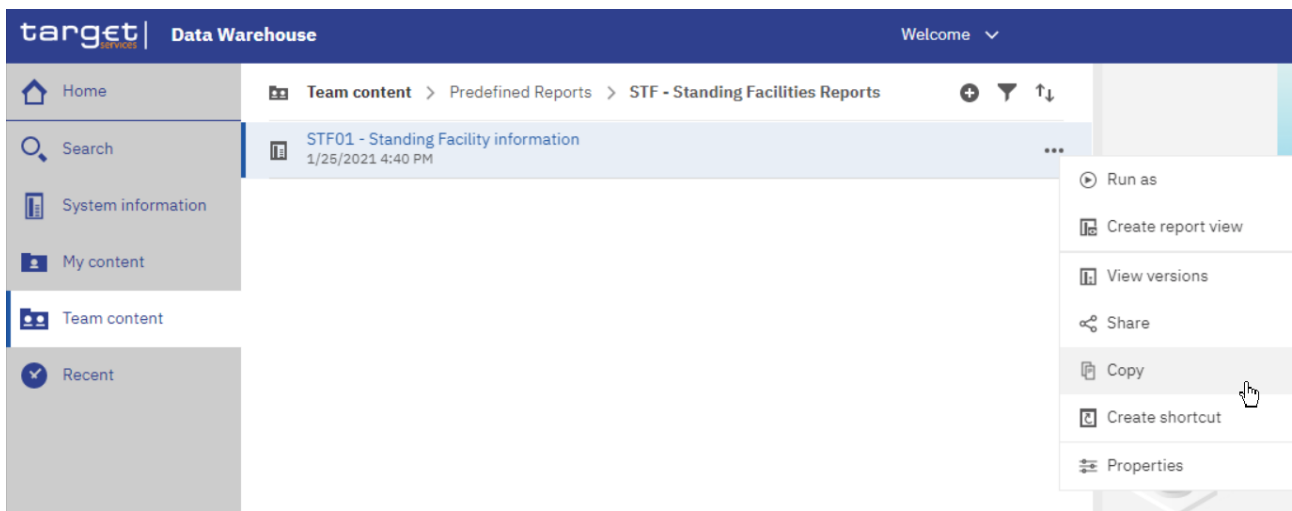 target services | Data Warehouse Welcome
Home
Team content > Predefined Reports > STF - Standing Facilities Reports
Search
STF01 - Standing Facility information
1/25/2021 4:40 PM
Run as
System information
Create report view
My content
View versions
Team content
Share
Recent
Copy
Create shortcut
Properties